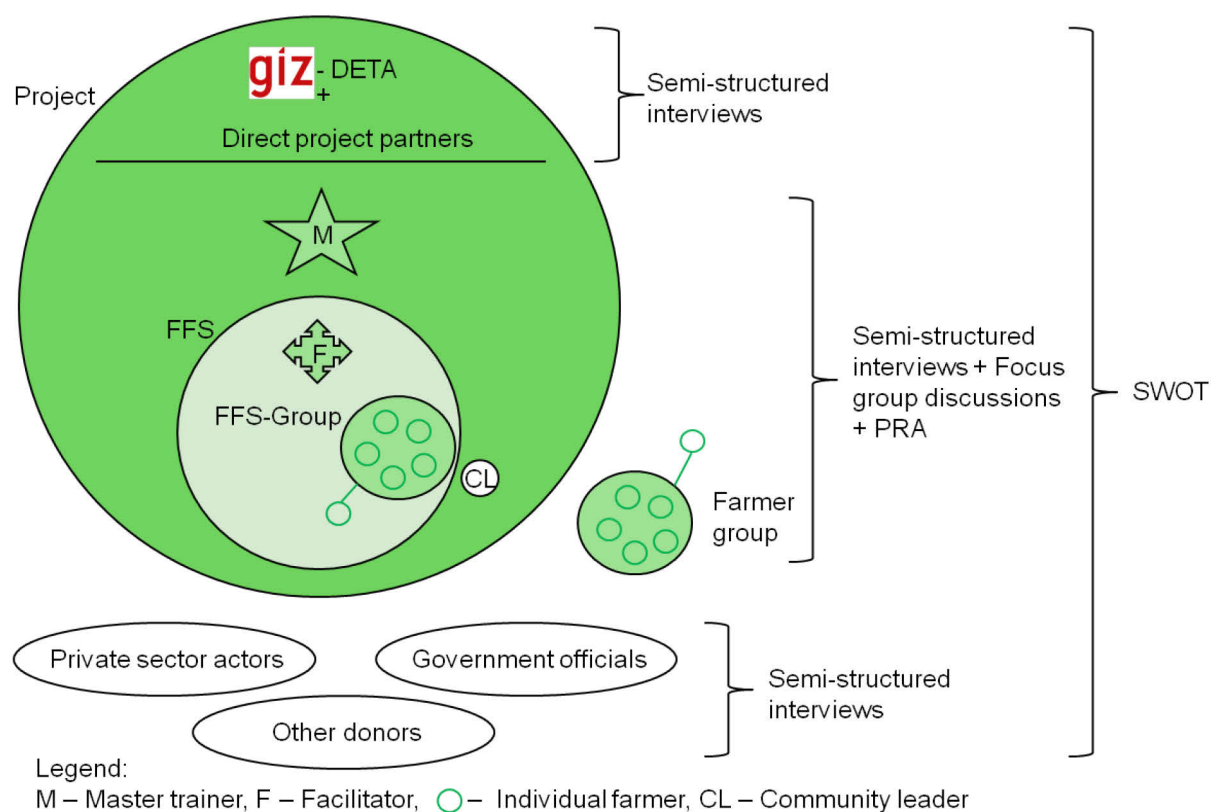 giz - DETA
+
Project
Direct project partners
Semi-structured
interviews
M
FFS
F
FFS-Group
CL
Farmer
group
Semi-structured
interviews + Focus
group discussions
+ PRA
SWOT
Private sector actors
Government officials
Other donors
Semi-structured
interviews
Legend:
M – Master trainer, F – Facilitator, – Individual farmer, CL – Community leader